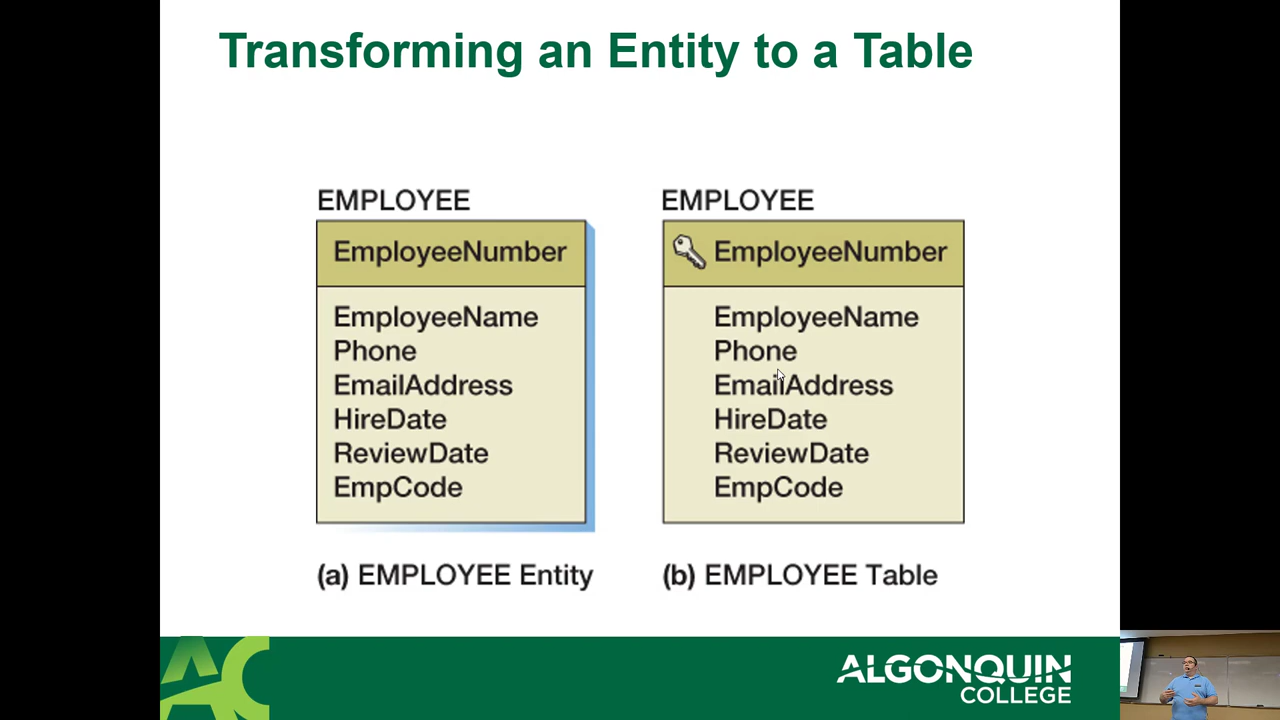 Transforming an Entity to a Table
EMPLOYEE
EmployeeNumber
EmployeeName
Phone
EmailAddress
HireDate
ReviewDate
EmpCode
(a) EMPLOYEE Entity
EMPLOYEE
EmployeeNumber
EmployeeName
Phone
EmailAddress
HireDate
ReviewDate
EmpCode
(b) EMPLOYEE Table
AC
ALGONQUIN
COLLEGE